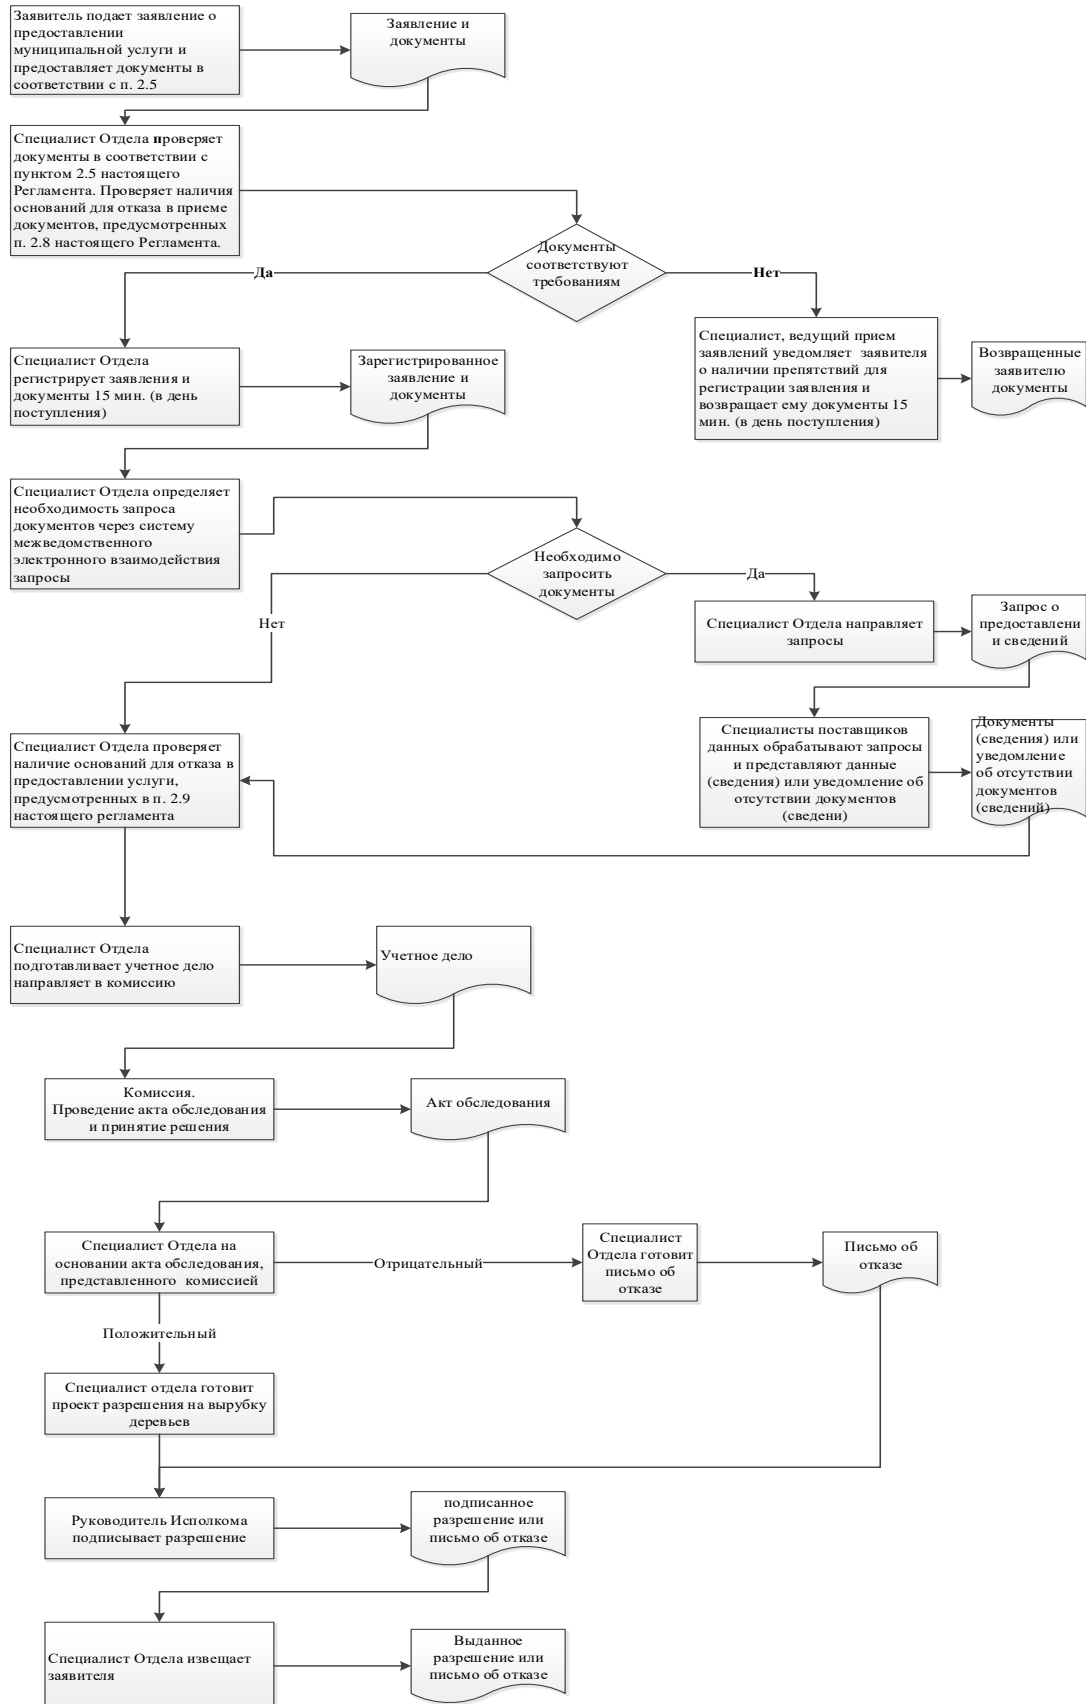 Заявитель подает заявление о
предоставлении
муниципальной услуги и
предоставляет документы в
соответствии с п. 2.5
Заявление и
документы
Специалист Отдела проверяет
документы в соответствии с
пунктом 2.5 настоящего
Регламента. Проверяет наличия
оснований для отказа в приеме
документов, предусмотренных
п. 2.8 настоящего Регламента.
Документы
соответствуют
требованиям
Да
Нет
Специалист Отдела
регистрирует заявления и
документы 15 мин. (в день
поступления)
Зарегистрированное
заявление и
документы
Специалист, ведущий прием
заявлений уведомляет заявителя
о наличии препятствий для
регистрации заявления и
возвращает ему документы 15
мин. (в день поступления)
Возвращенные
заявителю
документы
Специалист Отдела определяет
необходимость запроса
документов через систему
межведомственного
электронного взаимодействия
запросы
Необходимо
запросить
документы
Да
Нет
Специалист Отдела направляет
запросы
Запрос о
предоставлени
и сведений
Специалисты Отдела проверяет
наличие оснований для отказа в
предоставлении услуги,
предусмотренных в п. 2.9
настоящего регламента
Специалисты поставщиков
данных обрабатывают запросы
и представляют данные
(сведения) или уведомление об
отсутствии документов
(сведени)
Документы
(сведения) или
уведомление
об отсутствии
документов
(сведений)
Специалист Отдела
подготавливает учетное дело
направляет в комиссию
Учетное дело
Комиссия.
Проведение акта обследования
и принятие решения
Акт обследования
Специалист Отдела на
основании акта обследования,
представленного комиссией
Отрицательный
Специалист
Отдела готовит
письмо об
отказе
Письмо об
отказе
Положительный
Специалист отдела готовит
проект разрешения на вырубку
деревьев
Руководитель Исполкома
подписывает разрешение
подписанное
разрешение или
письмо об отказе
Специалист Отдела извещает
заявителя
Выданное
разрешение или
письмо об отказе